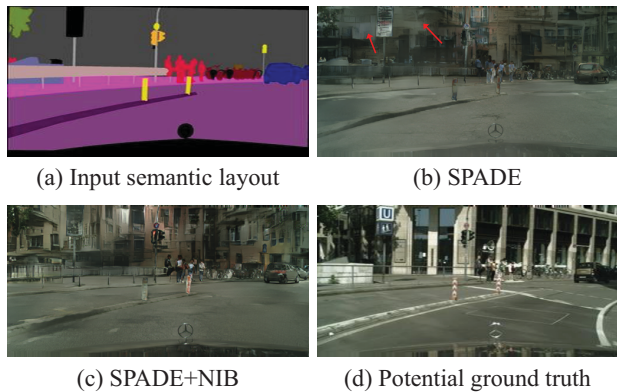 (a) Input semantic layout
(b) SPADE
U
(c) SPADE+NIB
(d) Potential ground truth